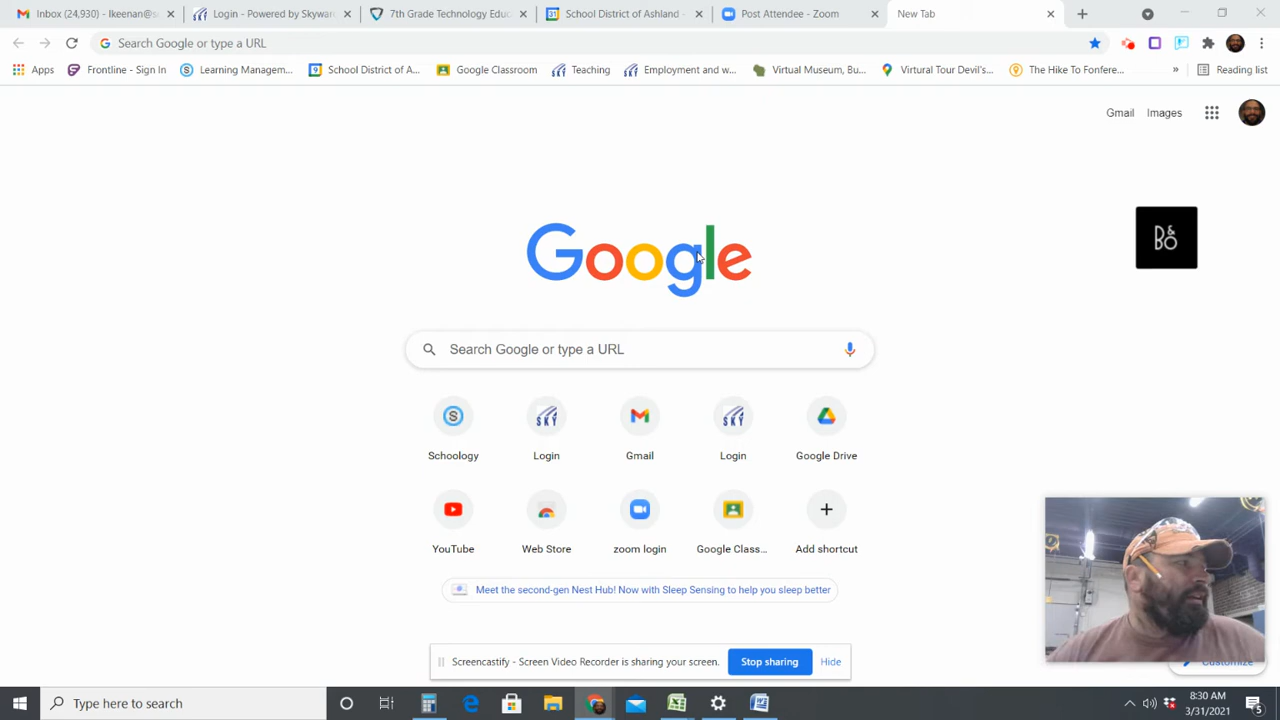 Inbox (24,930) - lkeenan@s
Login - Powered by Skywar
7th Grade Technology Educ
School District of Ashland -
Post Attendee - Zoom
New Tab
Search Google or type a URL
Apps
Frontline - Sign In
Learning Managem...
School District of A...
Google Classroom
Teaching
Employment and w...
Virtual Museum, Bu...
Virtural Tour Devil's...
The Hike To Fonfere...
»
Reading list
Gmail
Images
Google
B&O
Search Google or type a URL
Schoology
Login
Gmail
Login
Google Drive
YouTube
Web Store
zoom login
Google Class...
Add shortcut
Meet the second-gen Nest Hub! Now with Sleep Sensing to help you sleep better
Screencastify - Screen Video Recorder is sharing your screen.
Stop sharing
Hide
Customize
Type here to search
8:30 AM
3/31/2021
5